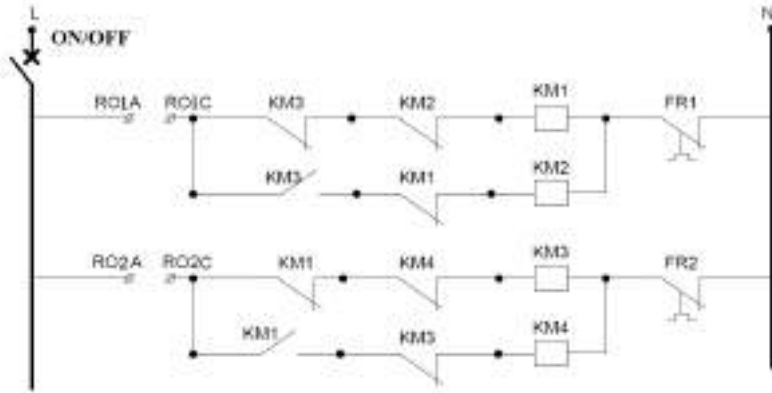 L
N
ON/OFF
RO1A RO1C KM3 KM2 KM1 FR1
KM3 KM1 KM2
RO2A RO2C KM1 KM4 KM3 FR2
KM1 KM3 KM4